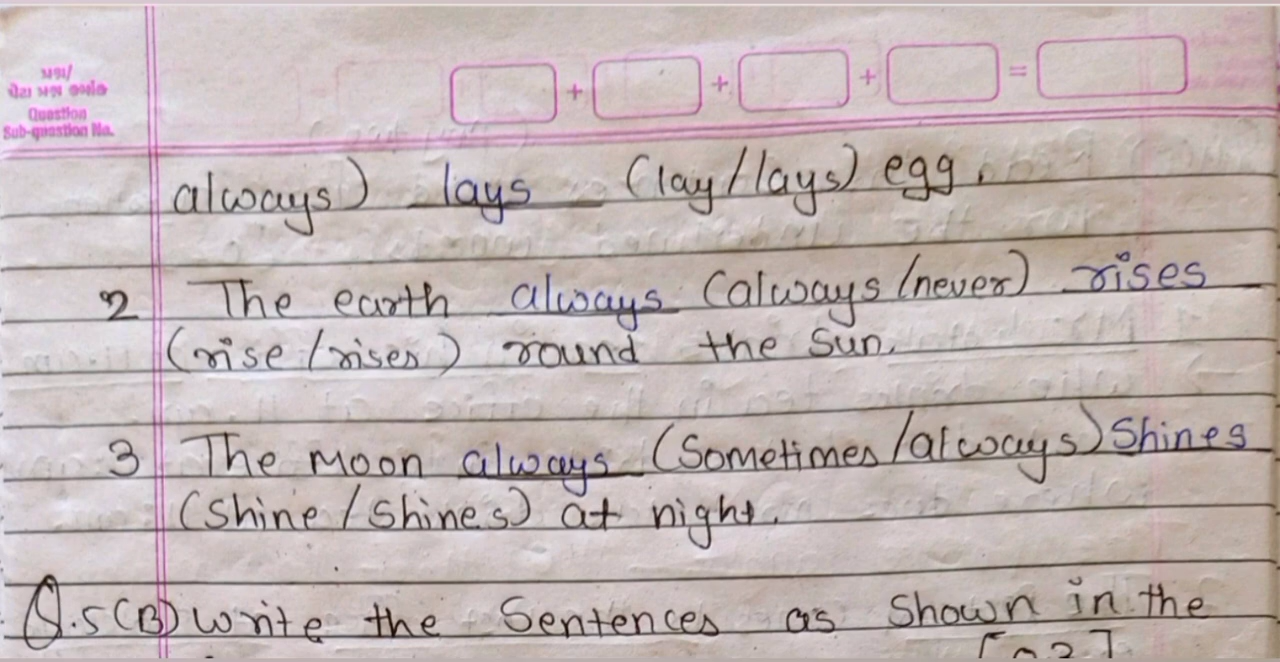 પ્રશ્ન/
પેટા પ્રશ્ન ક્રમાંક
Question
Sub-question No.
+ + + =
always) lays (lay/lays) egg.
2 The earth always (always/never) rises
(rise/rises) round the Sun.
3 The Moon always (Sometimes/always) Shines
(Shine/Shines) at night.
Q.5(B) Write the Sentences as Shown in the